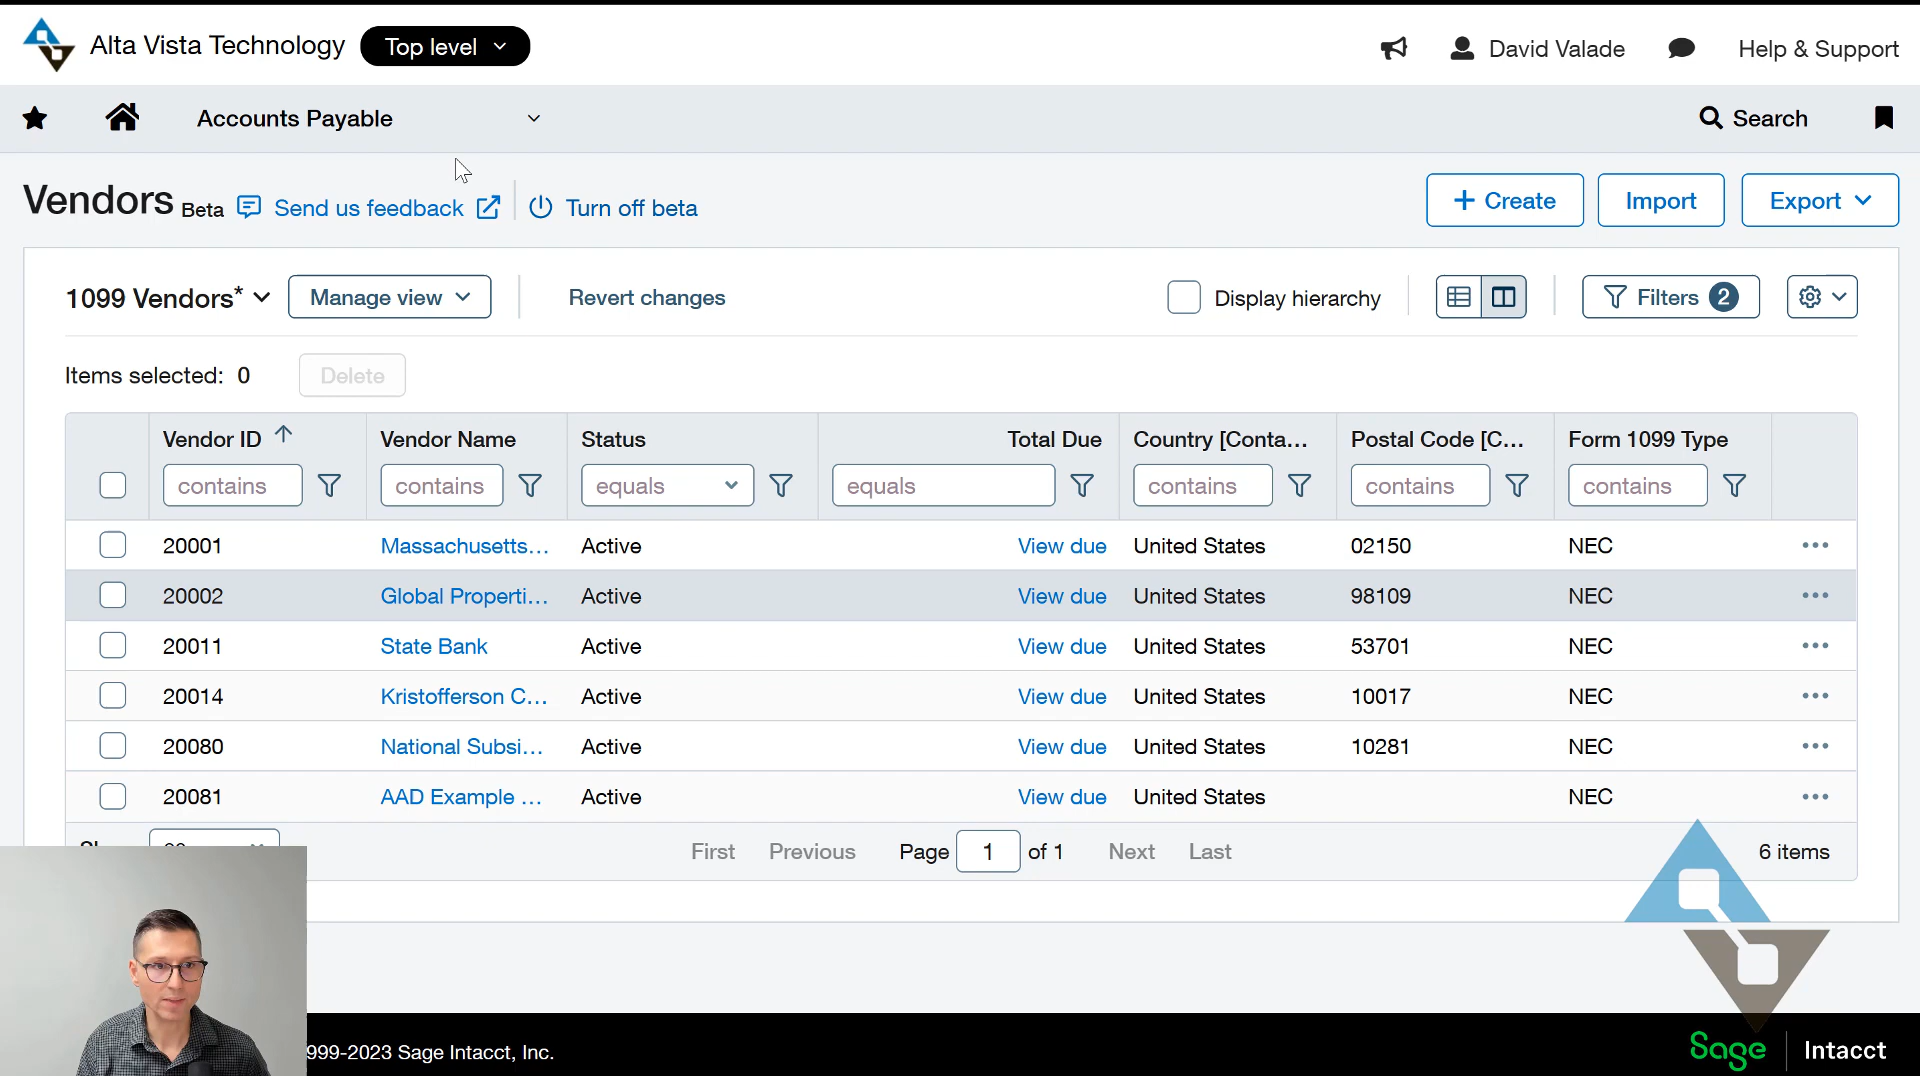 Alta Vista Technology Top level David Valade Help & Support
Accounts Payable Search
Vendors Beta Send us feedback Turn off beta + Create Import Export
1099 Vendors* Manage view Revert changes Display hierarchy Filters 2
Items selected: 0 Delete
Vendor ID Vendor Name Status Total Due Country [Conta... Postal Code [C... Form 1099 Type
contains contains equals equals contains contains contains
20001 Massachusetts... Active View due United States 02150 NEC
20002 Global Properti... Active View due United States 98109 NEC
20011 State Bank Active View due United States 53701 NEC
20014 Kristofferson C... Active View due United States 10017 NEC
20080 National Subsi... Active View due United States 10281 NEC
20081 AAD Example ... Active View due United States NEC
First Previous Page 1 of 1 Next Last 6 items
999-2023 Sage Intacct, Inc. Sage Intacct